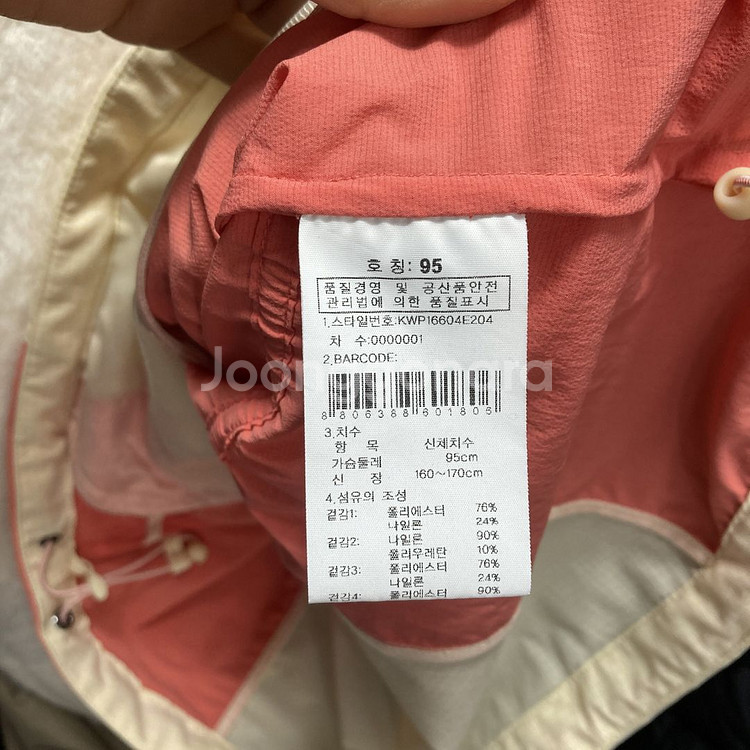 호 칭: 95
품질경영 및 공산품안전
관리법에 의한 품질표시
1.스타일번호:KWP16604E204
차 수:0000001
2.BARCODE:
8 806388 601806
3.치수
항 목 신체치수
가슴둘레 95cm
신 장 160~170cm
4.섬유의 조성
겉감1: 폴리에스터 76%
나일론 24%
겉감2: 나일론 90%
폴리우레탄 10%
겉감3: 폴리에스터 76%
나일론 24%
겉감4: 폴리에스터 90%